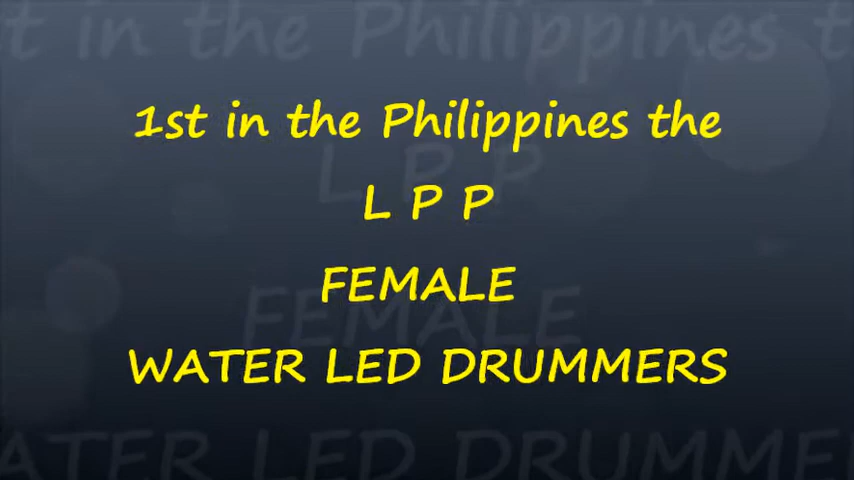 1st in the Philippines the
L P P
FEMALE
WATER LED DRUMMERS